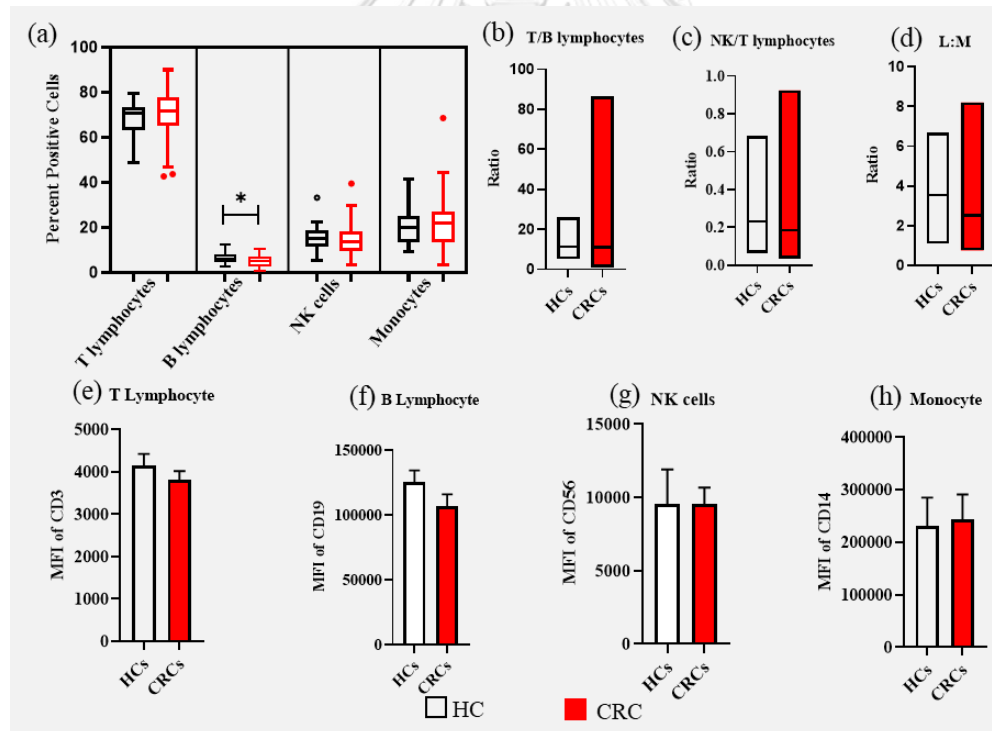 (a)
Percent Positive Cells
100
80
60
40
20
0
*
T lymphocytes
B lymphocytes
NK cells
Monocytes
(b) T/B lymphocytes
Ratio
100
80
60
40
20
0
HCs
CRCs
(c) NK/T lymphocytes
Ratio
1.0
0.8
0.6
0.4
0.2
0.0
HCs
CRCs
(d) L:M
Ratio
10
8
6
4
2
0
HCs
CRCs
(e) T Lymphocyte
MFI of CD3
5000
4000
3000
2000
1000
0
HCs
CRCs
(f) B Lymphocyte
MFI of CD19
150000
100000
50000
0
HCs
CRCs
(g) NK cells
MFI of CD56
15000
10000
5000
0
HCs
CRCs
(h) Monocyte
MFI of CD14
400000
300000
200000
100000
0
HCs
CRCs
HC
CRC